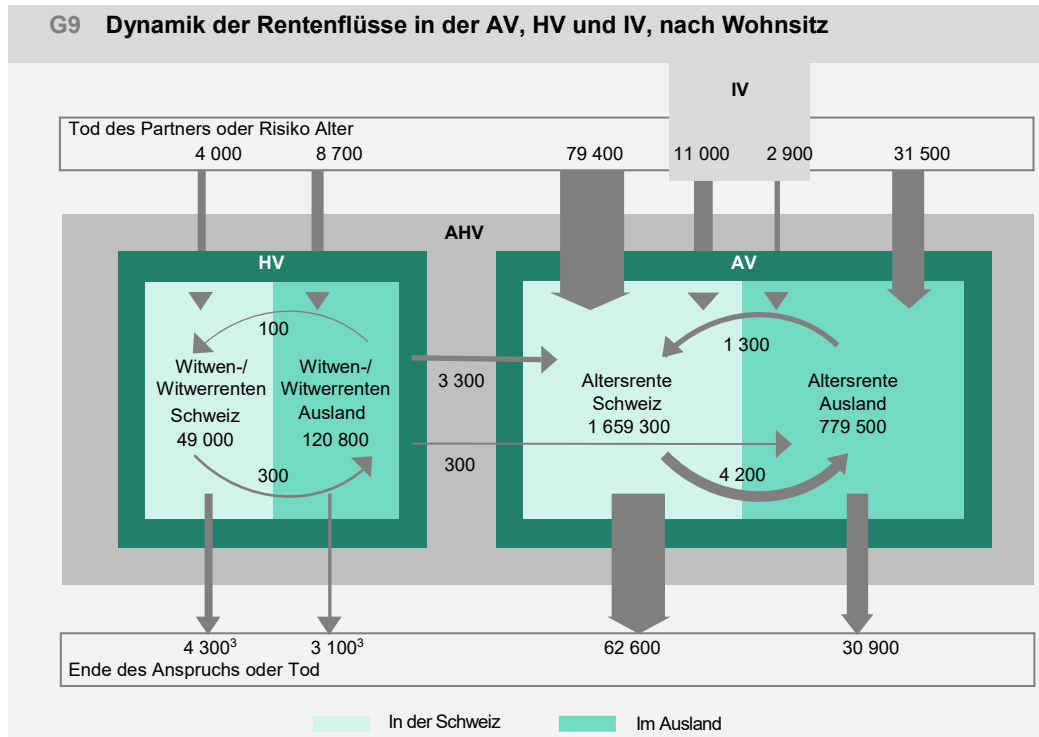 G9 Dynamik der Rentenflüsse in der AV, HV und IV, nach Wohnsitz
IV
Tod des Partners oder Risiko Alter
4 000 8 700 79 400 11 000 2 900 31 500
AHV
HV AV
100
1 300
Witwen-/
Witwerrenten
Schweiz
49 000
Witwen-/
Witwerrenten
Ausland
120 800
3 300
300
Altersrente
Schweiz
1 659 300
Altersrente
Ausland
779 500
300
4 200
4 300³ 3 100³ 62 600 30 900
Ende des Anspruchs oder Tod
In der Schweiz Im Ausland